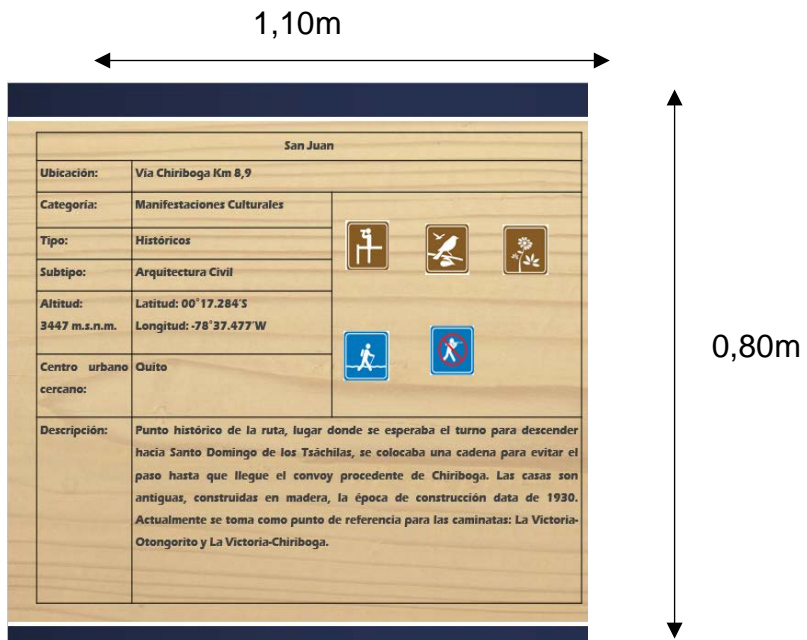 1,10m
San Juan
Ubicación: Vía Chiriboga Km 8,9
Categoría: Manifestaciones Culturales
Tipo: Históricos
Subtipo: Arquitectura Civil
Altitud: Latitud: 00°17.284'S
3447 m.s.n.m. Longitud: -78°37.477'W
Centro urbano Quito
cercano:
Descripción: Punto histórico de la ruta, lugar donde se esperaba el turno para descender
hacia Santo Domingo de los Tsáchilas, se colocaba una cadena para evitar el
paso hasta que llegue el convoy procedente de Chiriboga. Las casas son
antiguas, construidas en madera, la época de construcción data de 1930.
Actualmente se toma como punto de referencia para las caminatas: La Victoria-
Otongorito y La Victoria-Chiriboga.
0,80m